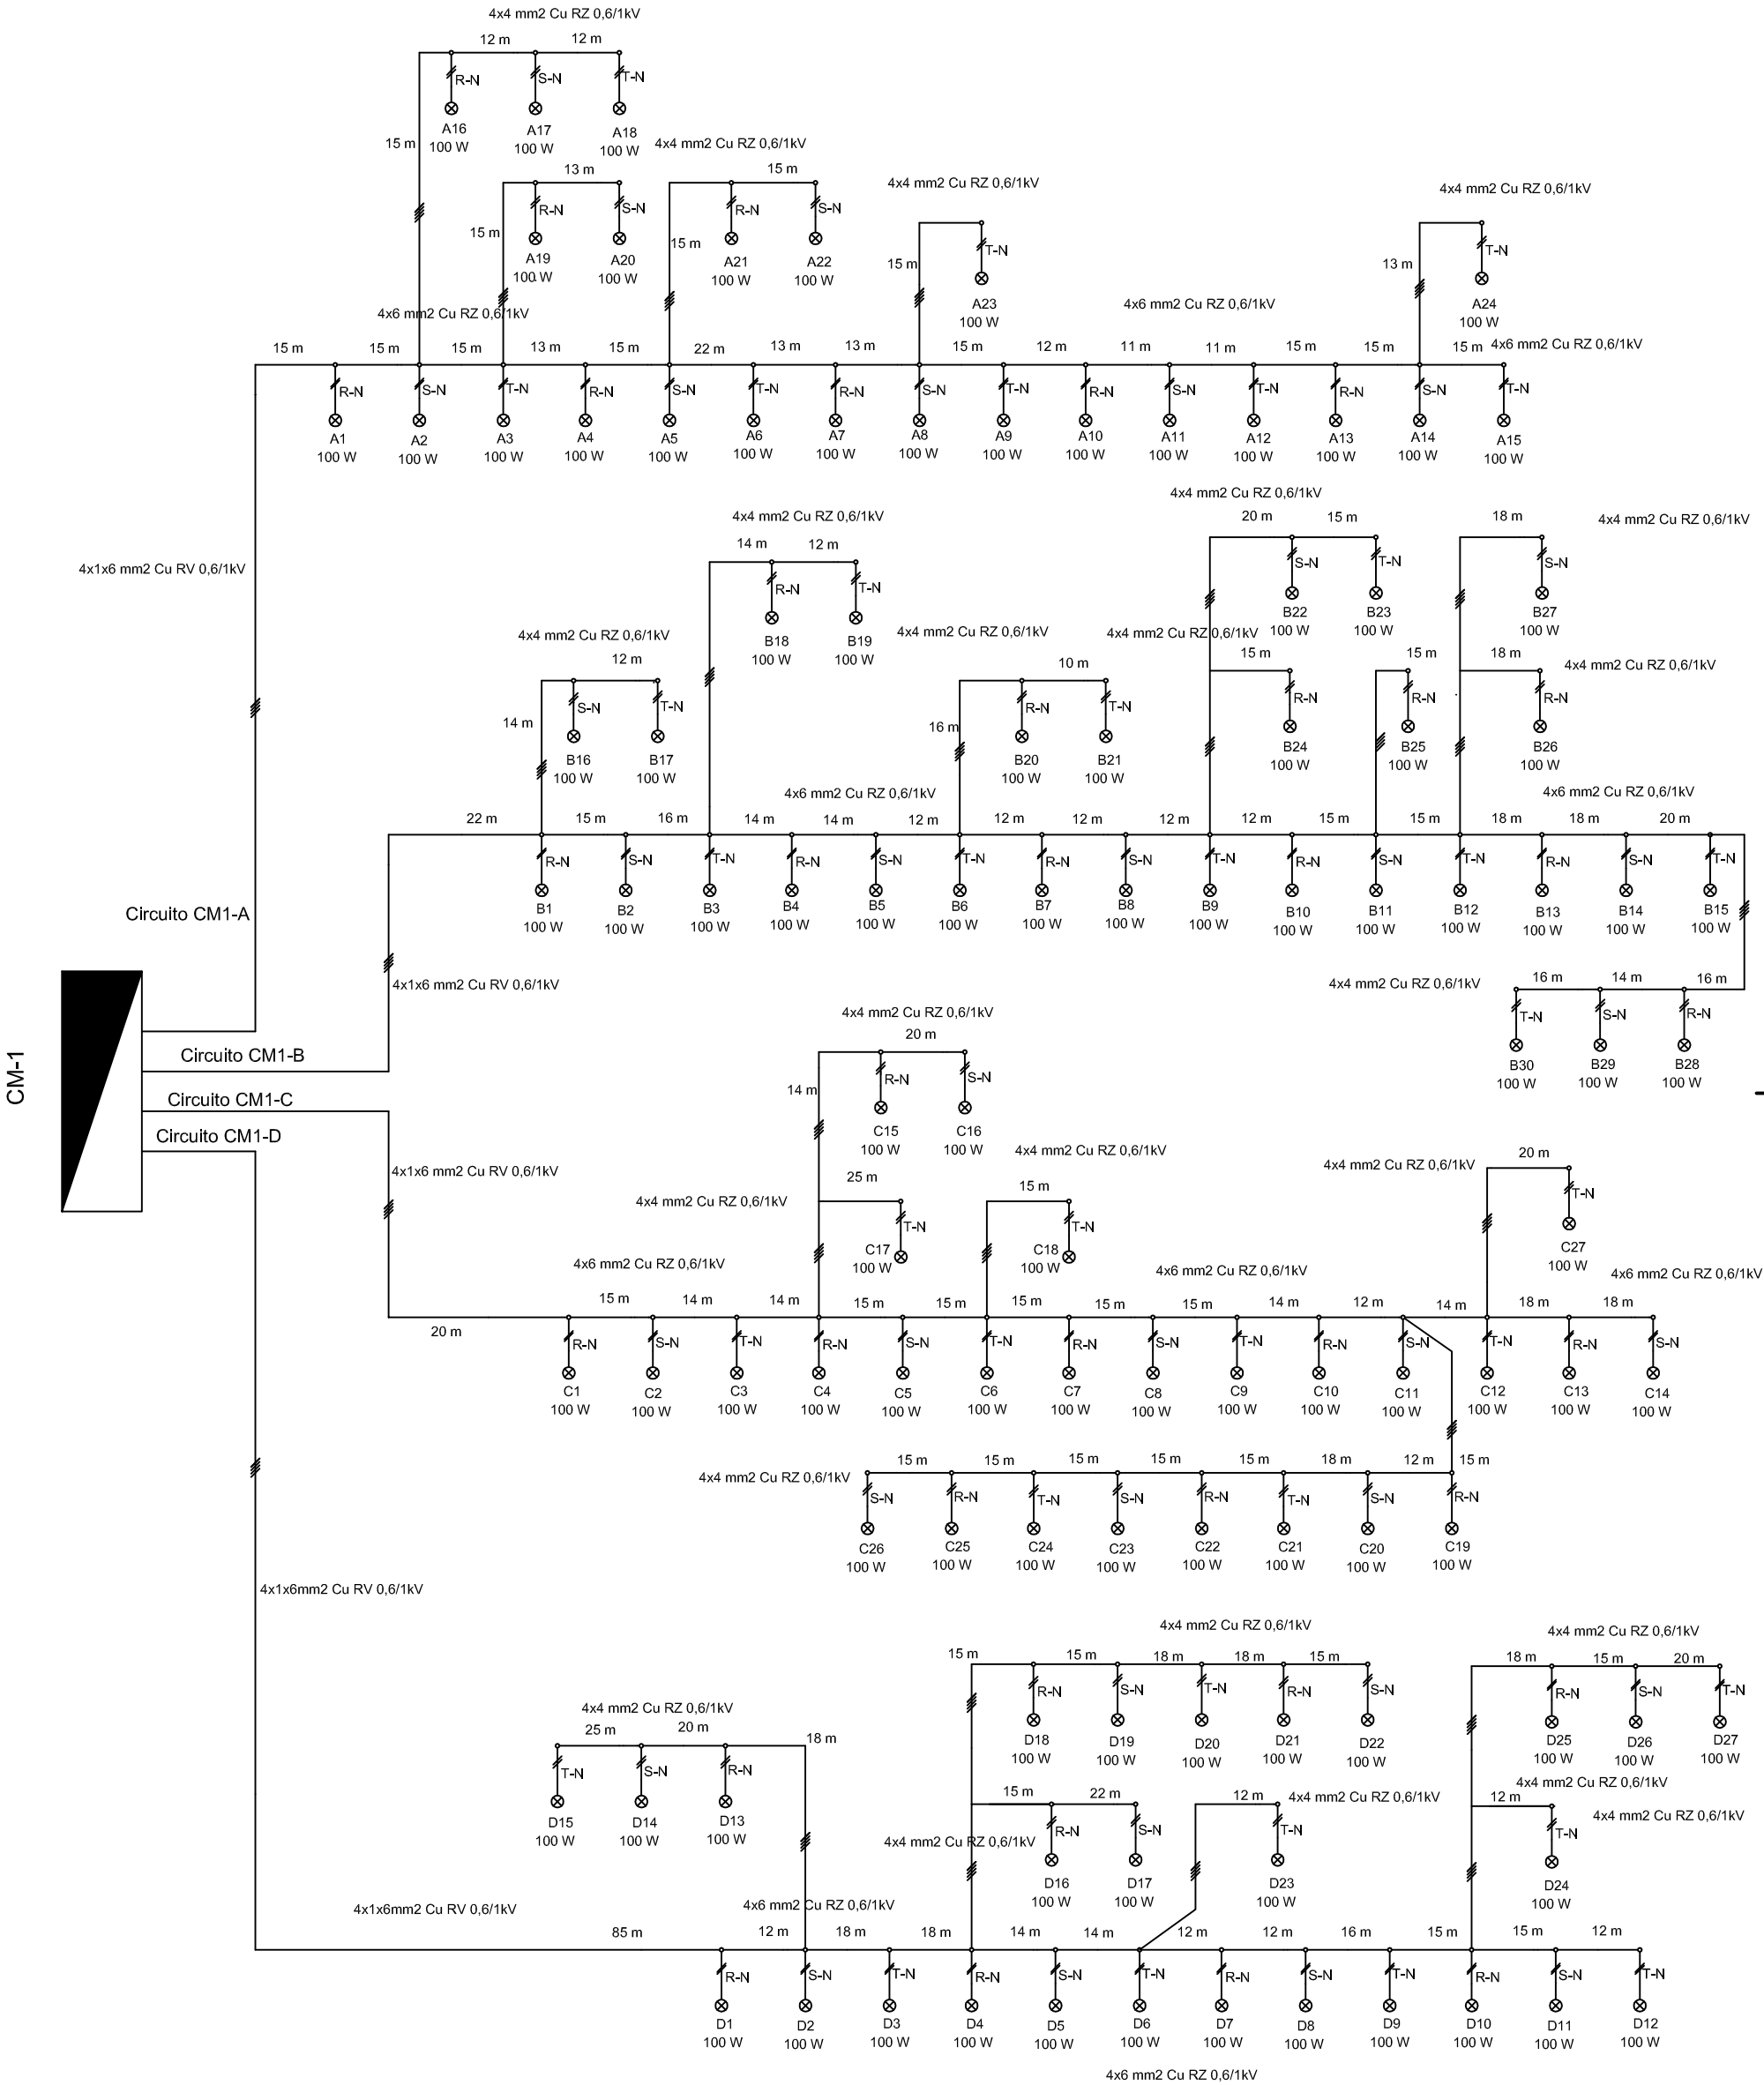 4x4 mm2 Cu RZ 0,6/1kV
12 m 12 m
R-N S-N T-N
A16 A17 A18
100 W 100 W 100 W
15 m
4x4 mm2 Cu RZ 0,6/1kV
13 m 15 m
R-N S-N R-N S-N
15 m 15 m
A19 A20 A21 A22
100 W 100 W 100 W 100 W
4x4 mm2 Cu RZ 0,6/1kV
15 m
T-N
A23
100 W
4x4 mm2 Cu RZ 0,6/1kV
13 m
T-N
A24
100 W
4x6 mm2 Cu RZ 0,6/1kV
4x6 mm2 Cu RZ 0,6/1kV
4x6 mm2 Cu RZ 0,6/1kV
15 m 15 m 15 m 13 m 15 m 22 m 13 m 13 m 15 m 12 m 11 m 11 m 15 m 15 m 15 m
R-N S-N T-N R-N S-N T-N R-N S-N T-N R-N S-N T-N R-N S-N T-N
A1 A2 A3 A4 A5 A6 A7 A8 A9 A10 A11 A12 A13 A14 A15
100 W 100 W 100 W 100 W 100 W 100 W 100 W 100 W 100 W 100 W 100 W 100 W 100 W 100 W 100 W
4x1x6 mm2 Cu RV 0,6/1kV
Circuito CM1-A
4x4 mm2 Cu RZ 0,6/1kV
12 m
14 m
S-N T-N
B16 B17
100 W 100 W
4x4 mm2 Cu RZ 0,6/1kV
14 m 12 m
R-N T-N
B18 B19
100 W 100 W
4x4 mm2 Cu RZ 0,6/1kV
10 m
16 m
R-N T-N
B20 B21
100 W 100 W
4x4 mm2 Cu RZ 0,6/1kV
20 m 15 m
S-N T-N
B22 B23
100 W 100 W
4x4 mm2 Cu RZ 0,6/1kV
15 m
R-N
B24
100 W
15 m
R-N
B25
100 W
18 m
4x4 mm2 Cu RZ 0,6/1kV
S-N
B27
100 W
18 m
4x4 mm2 Cu RZ 0,6/1kV
R-N
B26
100 W
4x6 mm2 Cu RZ 0,6/1kV
4x6 mm2 Cu RZ 0,6/1kV
22 m 15 m 16 m 14 m 14 m 12 m 12 m 12 m 12 m 12 m 15 m 15 m 18 m 18 m 20 m
R-N S-N T-N R-N S-N T-N R-N S-N T-N R-N S-N T-N R-N S-N T-N
B1 B2 B3 B4 B5 B6 B7 B8 B9 B10 B11 B12 B13 B14 B15
100 W 100 W 100 W 100 W 100 W 100 W 100 W 100 W 100 W 100 W 100 W 100 W 100 W 100 W 100 W
4x1x6 mm2 Cu RV 0,6/1kV
4x4 mm2 Cu RZ 0,6/1kV
16 m 14 m 16 m
T-N S-N R-N
B30 B29 B28
100 W 100 W 100 W
CM-1
Circuito CM1-B
Circuito CM1-C
Circuito CM1-D
4x4 mm2 Cu RZ 0,6/1kV
20 m
14 m
R-N S-N
C15 C16
100 W 100 W
4x1x6 mm2 Cu RV 0,6/1kV
25 m
4x4 mm2 Cu RZ 0,6/1kV
T-N
C17
100 W
4x4 mm2 Cu RZ 0,6/1kV
15 m
T-N
C18
100 W
4x4 mm2 Cu RZ 0,6/1kV
20 m
T-N
C27
100 W
4x6 mm2 Cu RZ 0,6/1kV
4x6 mm2 Cu RZ 0,6/1kV
4x6 mm2 Cu RZ 0,6/1kV
20 m 15 m 14 m 14 m 15 m 15 m 15 m 15 m 15 m 14 m 12 m 14 m 18 m 18 m
R-N S-N T-N R-N S-N T-N R-N S-N T-N R-N S-N T-N R-N S-N
C1 C2 C3 C4 C5 C6 C7 C8 C9 C10 C11 C12 C13 C14
100 W 100 W 100 W 100 W 100 W 100 W 100 W 100 W 100 W 100 W 100 W 100 W 100 W 100 W
4x4 mm2 Cu RZ 0,6/1kV
15 m 15 m 15 m 15 m 15 m 18 m 12 m 15 m
S-N R-N T-N S-N R-N T-N S-N R-N
C26 C25 C24 C23 C22 C21 C20 C19
100 W 100 W 100 W 100 W 100 W 100 W 100 W 100 W
4x1x6mm2 Cu RV 0,6/1kV
4x4 mm2 Cu RZ 0,6/1kV
25 m 20 m 18 m
T-N S-N R-N
D15 D14 D13
100 W 100 W 100 W
4x4 mm2 Cu RZ 0,6/1kV
15 m 15 m 18 m 18 m 15 m
R-N S-N T-N R-N S-N
D18 D19 D20 D21 D22
100 W 100 W 100 W 100 W 100 W
15 m 22 m
4x4 mm2 Cu RZ 0,6/1kV
R-N S-N
D16 D17
100 W 100 W
12 m
4x4 mm2 Cu RZ 0,6/1kV
T-N
D23
100 W
4x4 mm2 Cu RZ 0,6/1kV
18 m 15 m 20 m
R-N S-N T-N
D25 D26 D27
100 W 100 W 100 W
4x4 mm2 Cu RZ 0,6/1kV
12 m
4x4 mm2 Cu RZ 0,6/1kV
T-N
D24
100 W
4x1x6mm2 Cu RV 0,6/1kV
4x6 mm2 Cu RZ 0,6/1kV
85 m 12 m 18 m 18 m 14 m 14 m 12 m 12 m 16 m 15 m 15 m 12 m
R-N S-N T-N R-N S-N T-N R-N S-N T-N R-N S-N T-N
D1 D2 D3 D4 D5 D6 D7 D8 D9 D10 D11 D12
100 W 100 W 100 W 100 W 100 W 100 W 100 W 100 W 100 W 100 W 100 W 100 W
4x6 mm2 Cu RZ 0,6/1kV